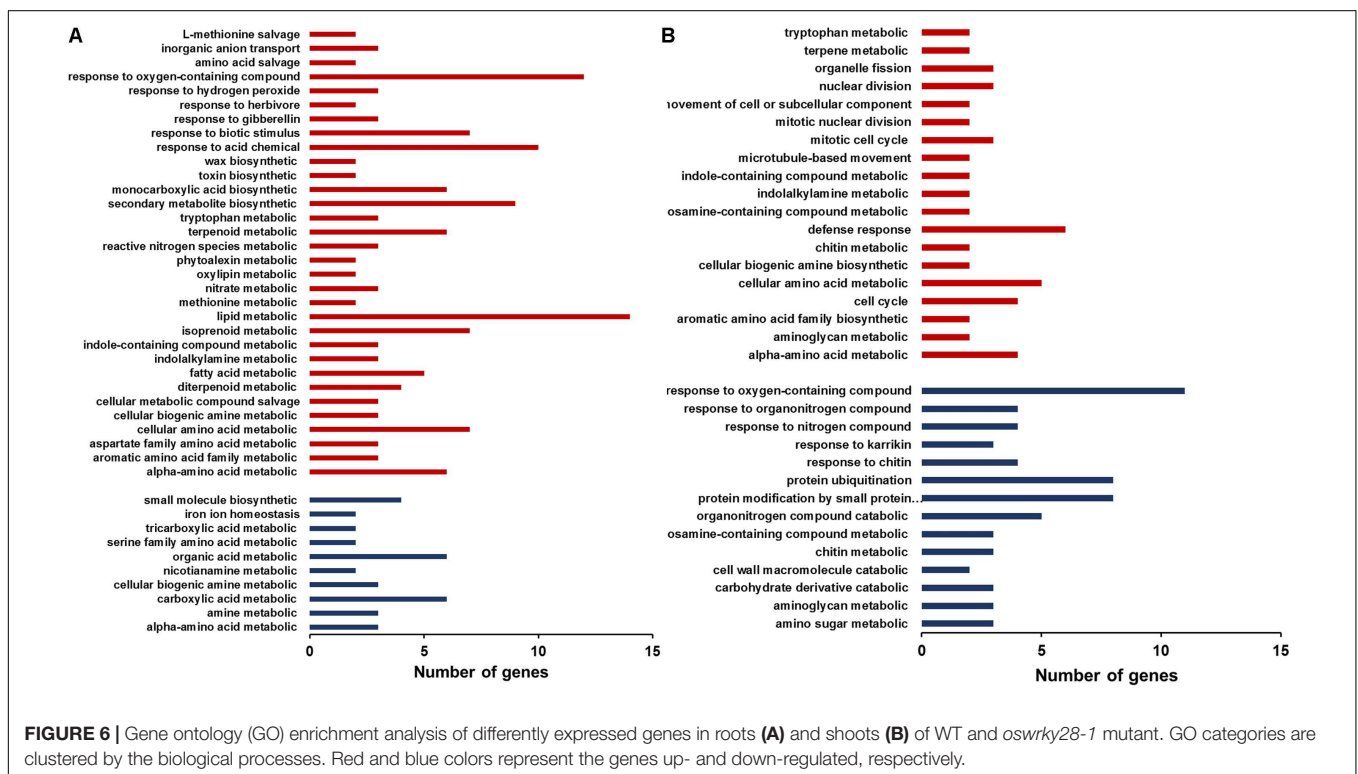 A
L-methionine salvage
inorganic anion transport
amino acid salvage
response to oxygen-containing compound
response to hydrogen peroxide
response to herbivore
response to gibberellin
response to biotic stimulus
response to acid chemical
wax biosynthetic
toxin biosynthetic
monocarboxylic acid biosynthetic
secondary metabolite biosynthetic
tryptophan metabolic
terpenoid metabolic
reactive nitrogen species metabolic
phytoalexin metabolic
oxylipin metabolic
nitrate metabolic
methionine metabolic
lipid metabolic
isoprenoid metabolic
indole-containing compound metabolic
indolalkylamine metabolic
fatty acid metabolic
diterpenoid metabolic
cellular metabolic compound salvage
cellular biogenic amine metabolic
cellular amino acid metabolic
aspartate family amino acid metabolic
aromatic amino acid family metabolic
alpha-amino acid metabolic
small molecule biosynthetic
iron ion homeostasis
tricarboxylic acid metabolic
serine family amino acid metabolic
organic acid metabolic
nicotianamine metabolic
cellular biogenic amine metabolic
carboxylic acid metabolic
amine metabolic
alpha-amino acid metabolic
0 5 10 15
Number of genes
B
tryptophan metabolic
terpene metabolic
organelle fission
nuclear division
movement of cell or subcellular component
mitotic nuclear division
mitotic cell cycle
microtubule-based movement
indole-containing compound metabolic
indolalkylamine metabolic
osamine-containing compound metabolic
defense response
chitin metabolic
cellular biogenic amine biosynthetic
cellular amino acid metabolic
cell cycle
aromatic amino acid family biosynthetic
aminoglycan metabolic
alpha-amino acid metabolic
response to oxygen-containing compound
response to organonitrogen compound
response to nitrogen compound
response to karrikin
response to chitin
protein ubiquitination
protein modification by small protein...
organonitrogen compound catabolic
osamine-containing compound metabolic
chitin metabolic
cell wall macromolecule catabolic
carbohydrate derivative catabolic
aminoglycan metabolic
amino sugar metabolic
0 5 10 15
Number of genes
FIGURE 6 | Gene ontology (GO) enrichment analysis of differently expressed genes in roots (A) and shoots (B) of WT and oswrky28-1 mutant. GO categories are
clustered by the biological processes. Red and blue colors represent the genes up- and down-regulated, respectively.